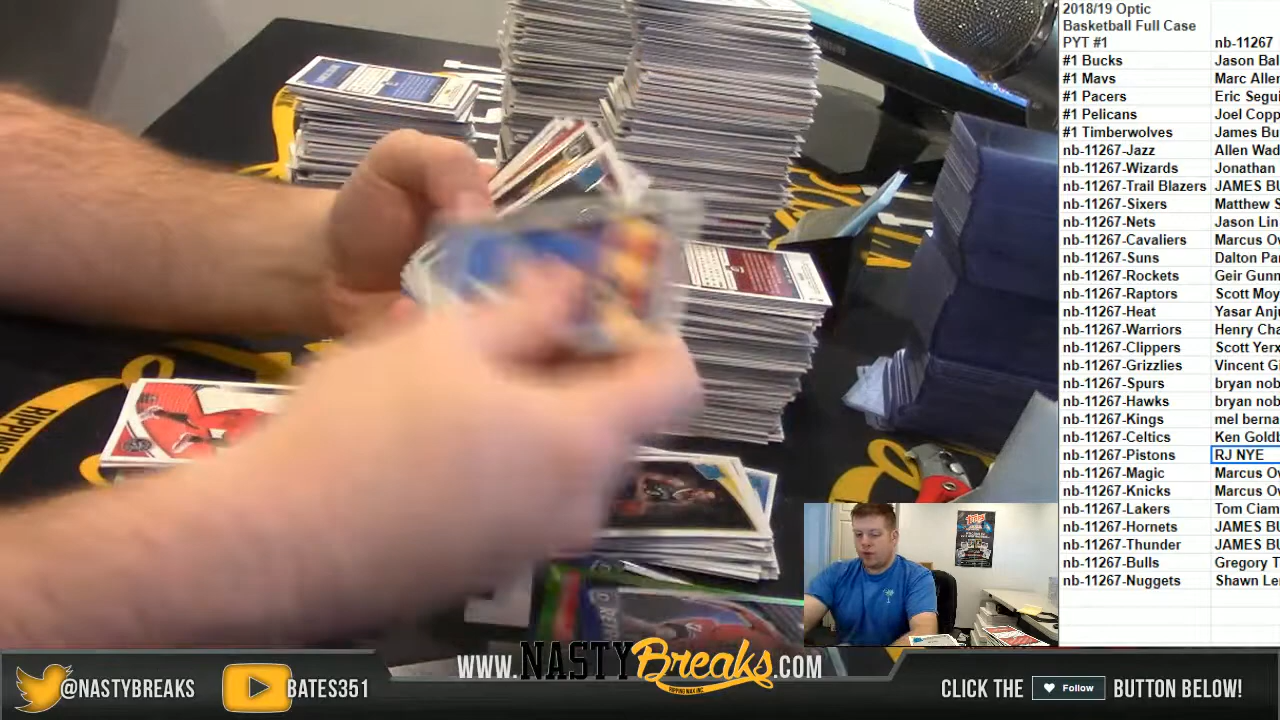 2018/19 Optic
Basketball Full Case
PYT #1 nb-11267
#1 Bucks Jason Bal
#1 Mavs Marc Aller
#1 Pacers Eric Segui
#1 Pelicans Joel Copp
#1 Timberwolves James Bu
nb-11267-Jazz Allen Wad
nb-11267-Wizards Jonathan
nb-11267-Trail Blazers JAMES BU
nb-11267-Sixers Matthew S
nb-11267-Nets Jason Lin
nb-11267-Cavaliers Marcus Ov
nb-11267-Suns Dalton Par
nb-11267-Rockets Geir Gunn
nb-11267-Raptors Scott Moy
nb-11267-Heat Yasar Anju
nb-11267-Warriors Henry Cha
nb-11267-Clippers Scott Yerx
nb-11267-Grizzlies Vincent Gi
nb-11267-Spurs bryan nob
nb-11267-Hawks bryan nob
nb-11267-Kings mel berna
nb-11267-Celtics Ken Goldb
nb-11267-Pistons RJ NYE
nb-11267-Magic Marcus Ov
nb-11267-Knicks Marcus Ov
nb-11267-Lakers Tom Ciam
nb-11267-Hornets JAMES BU
nb-11267-Thunder JAMES BU
nb-11267-Bulls Gregory T
nb-11267-Nuggets Shawn Le
RIPPING
@NASTYBREAKS
BATES351
WWW.NASTYBreaks.COM
RIPPING WAX INC.
CLICK THE Follow BUTTON BELOW!